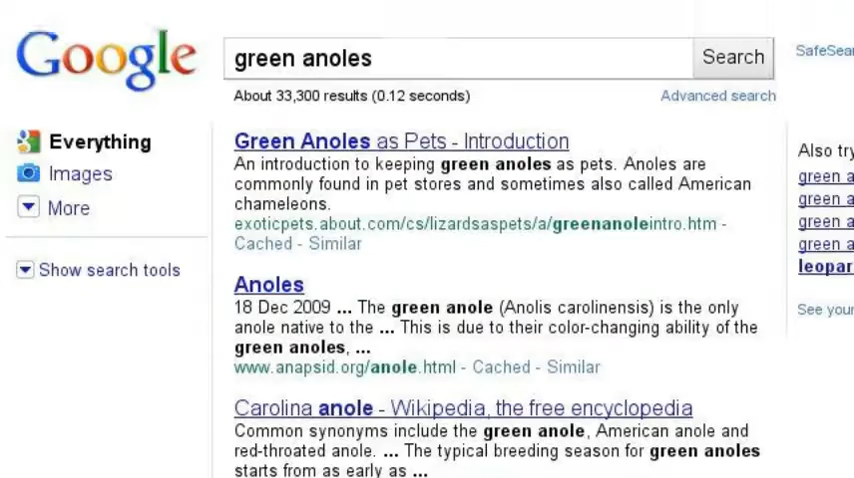 Google
green anoles
Search
SafeSear
About 33,300 results (0.12 seconds)
Advanced search
Everything
Images
More
Show search tools
Green Anoles as Pets - Introduction
An introduction to keeping green anoles as pets. Anoles are
commonly found in pet stores and sometimes also called American
chameleons.
exoticpets.about.com/cs/lizardsaspets/a/greenanoleintro.htm -
Cached - Similar
Anoles
18 Dec 2009 ... The green anole (Anolis carolinensis) is the only
anole native to the ... This is due to their color-changing ability of the
green anoles, ...
www.anapsid.org/anole.html - Cached - Similar
Carolina anole - Wikipedia, the free encyclopedia
Common synonyms include the green anole, American anole and
red-throated anole. ... The typical breeding season for green anoles
starts from as early as ...
Also try
green a
green a
green a
green a
leopar
See your